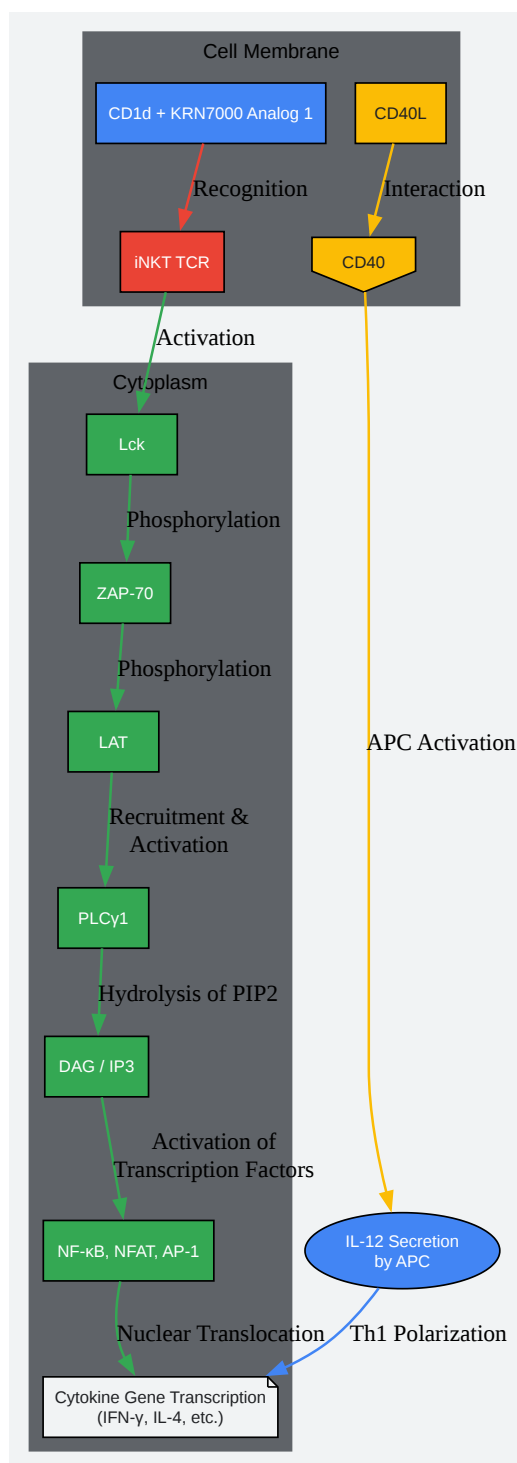 Cell Membrane
CD1d + KRN7000 Analog 1
CD40L
Recognition
Interaction
iNKT TCR
CD40
Activation
Cytoplasm
Lck
Phosphorylation
ZAP-70
Phosphorylation
LAT
APC Activation
Recruitment &
Activation
PLCγ1
Hydrolysis of PIP2
DAG / IP3
Activation of
Transcription Factors
NF-κB, NFAT, AP-1
IL-12 Secretion
by APC
Nuclear Translocation
Th1 Polarization
Cytokine Gene Transcription
(IFN-γ, IL-4, etc.)